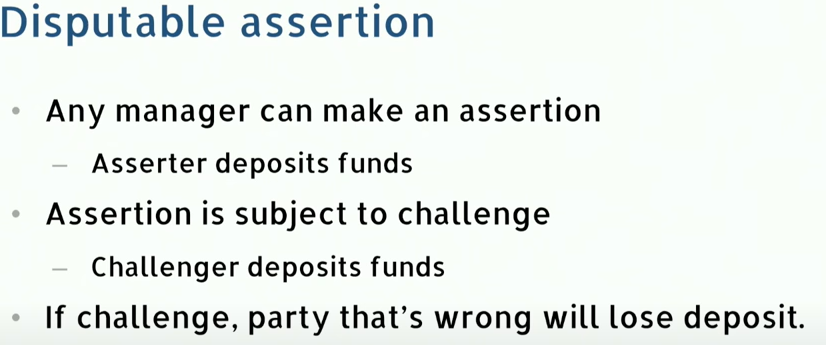 Disputable assertion
• Any manager can make an assertion
– Asserter deposits funds
• Assertion is subject to challenge
– Challenger deposits funds
• If challenge, party that's wrong will lose deposit.